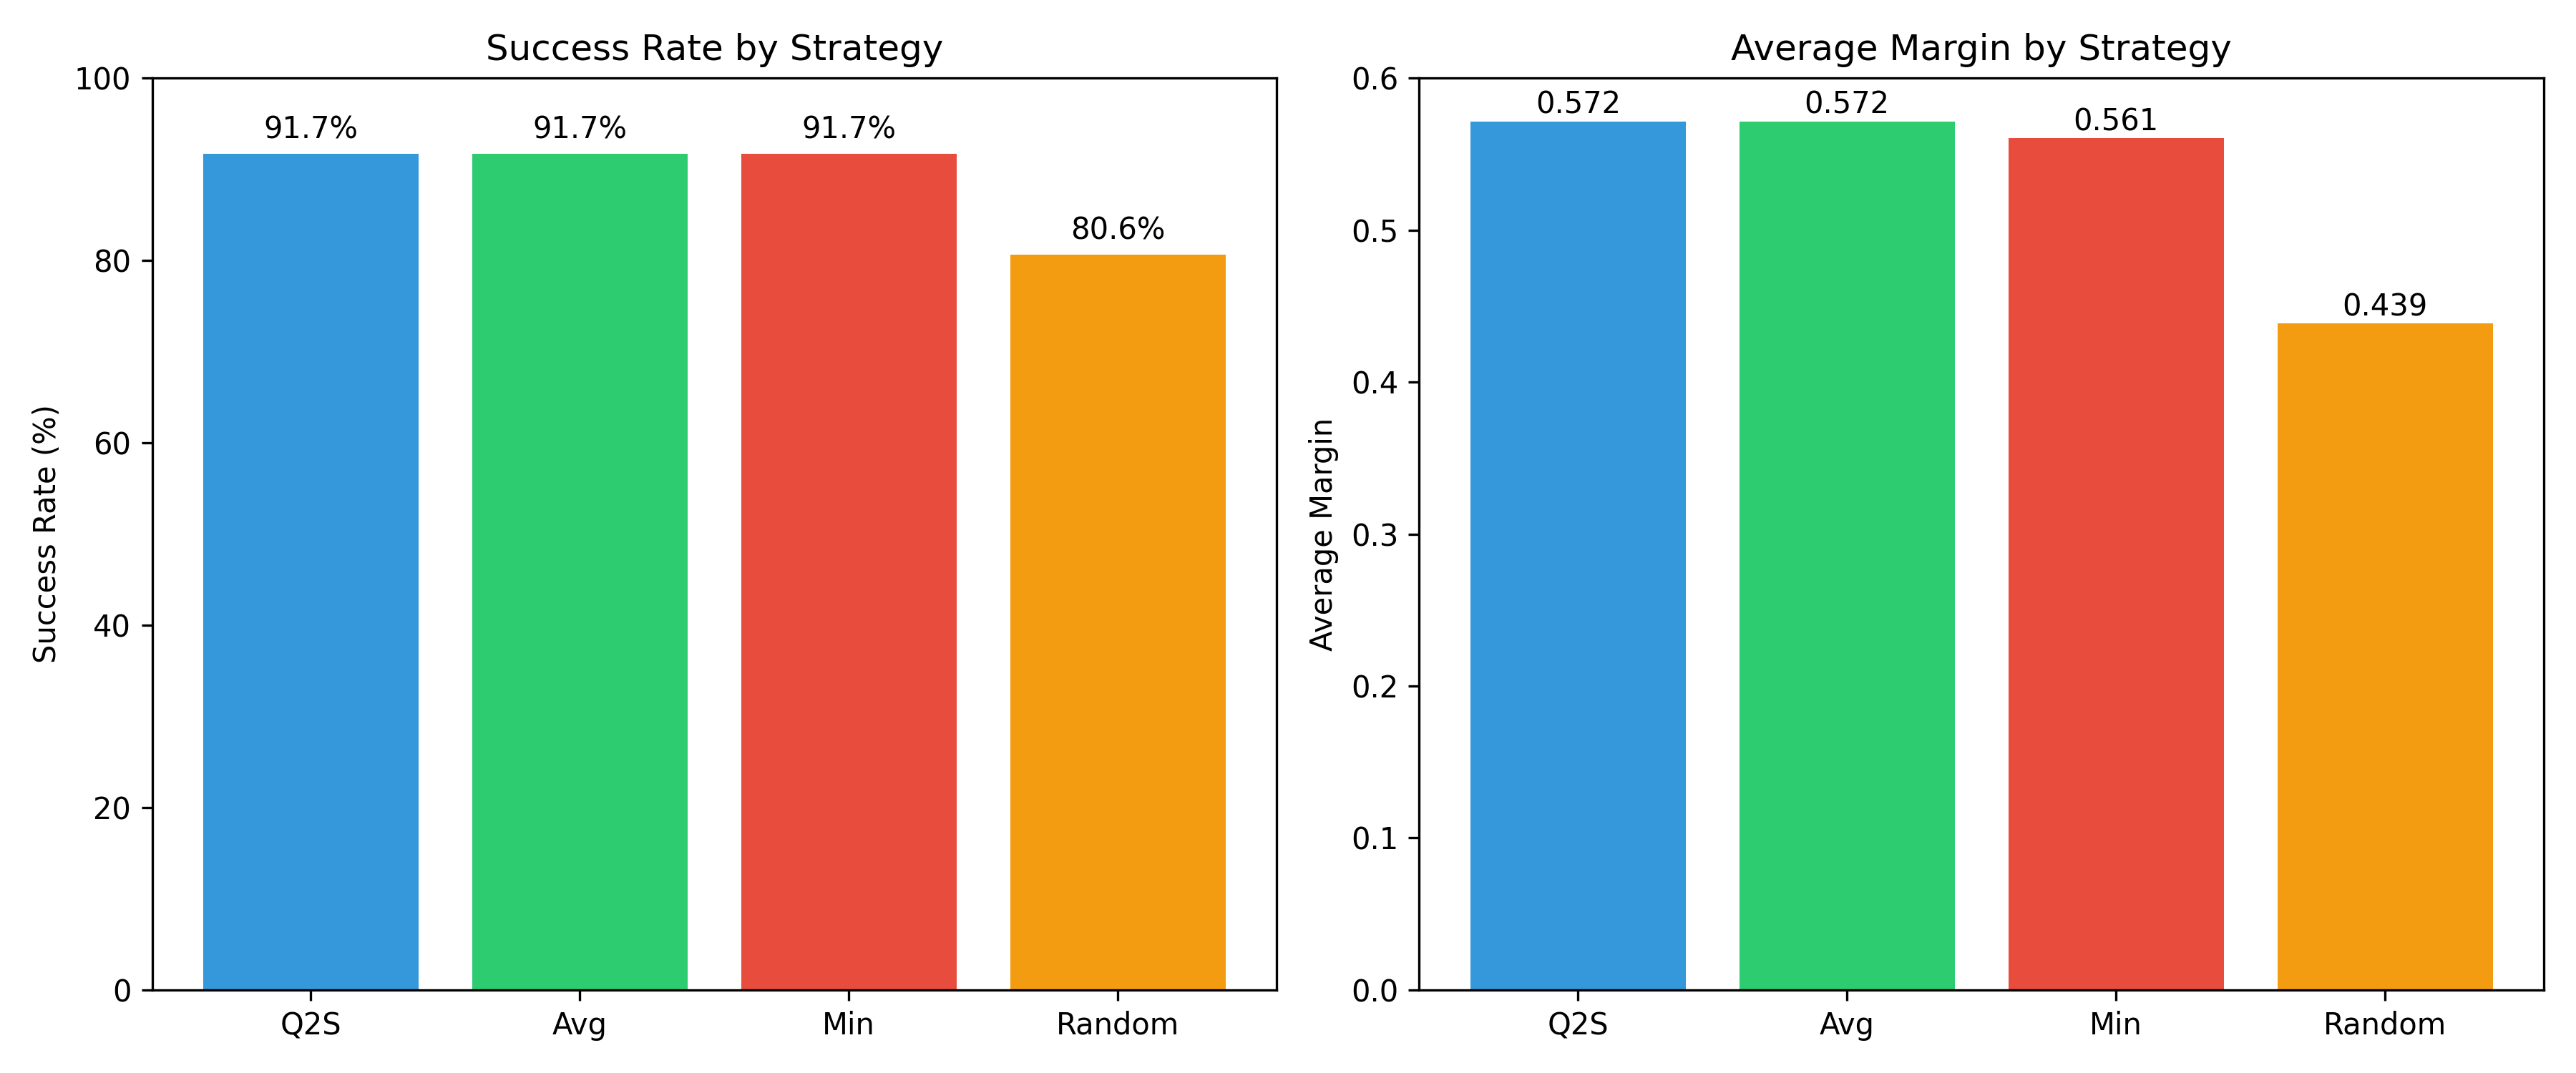 Success Rate by Strategy
Success Rate (%)
100
80
60
40
20
0
91.7%
91.7%
91.7%
80.6%
Q2S
Avg
Min
Random
Average Margin by Strategy
Average Margin
0.6
0.5
0.4
0.3
0.2
0.1
0.0
0.572
0.572
0.561
0.439
Q2S
Avg
Min
Random